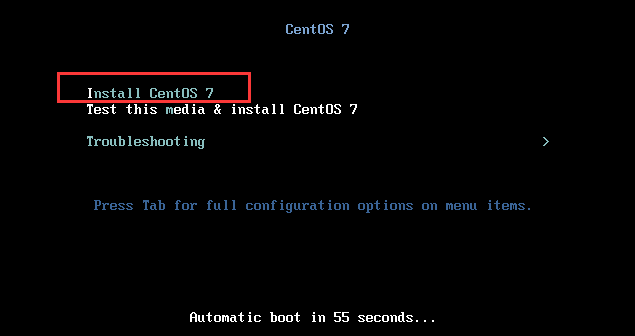 CentOS 7
Install CentOS 7
Test this media & install CentOS 7
Troubleshooting >
Press Tab for full configuration options on menu items.
Automatic boot in 55 seconds...